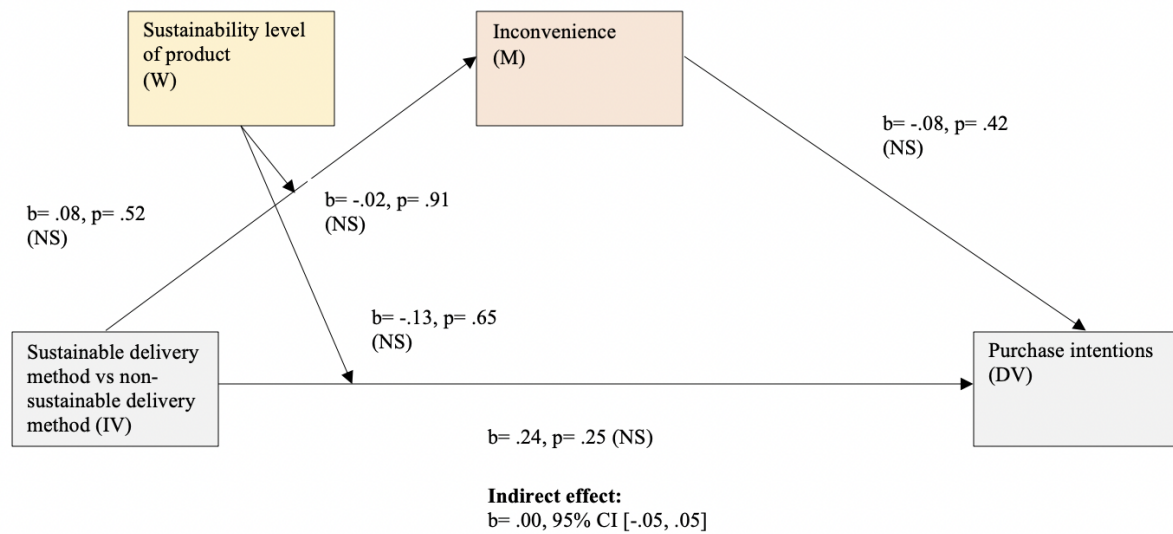 Sustainability level
of product
(W)
Inconvenience
(M)
b= -.08, p= .42
(NS)
b= .08, p= .52
(NS)
b= -.02, p= .91
(NS)
b= -.13, p= .65
(NS)
Sustainable delivery
method vs non-
sustainable delivery
method (IV)
Purchase intentions
(DV)
b= .24, p= .25 (NS)
Indirect effect:
b= .00, 95% CI [-.05, .05]